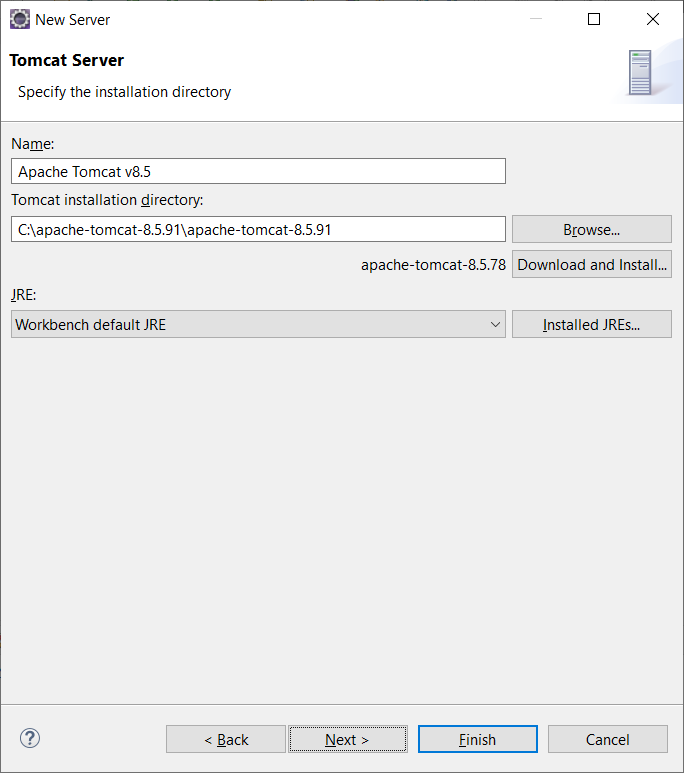 New Server
Tomcat Server
Specify the installation directory
Name:
Apache Tomcat v8.5
Tomcat installation directory:
C:\apache-tomcat-8.5.91\apache-tomcat-8.5.91
Browse...
apache-tomcat-8.5.78
Download and Install...
JRE:
Workbench default JRE
Installed JREs...
?
< Back
Next >
Finish
Cancel